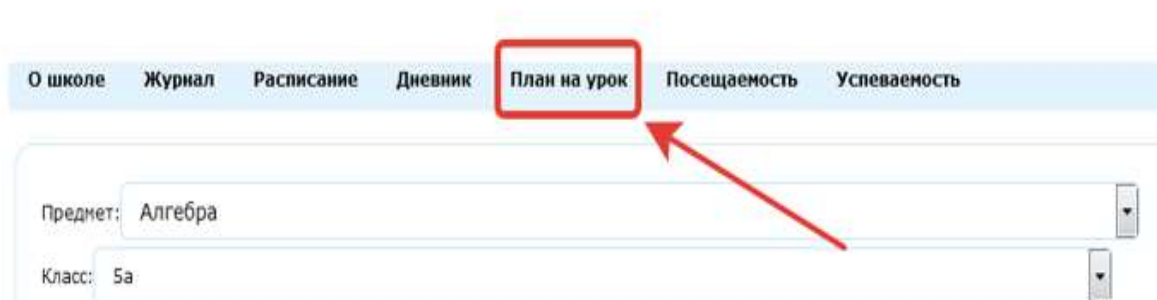 О школе Журнал Расписание Дневник План на урок Посещаемость Успеваемость
Предмет: Алгебра
Класс: 5а